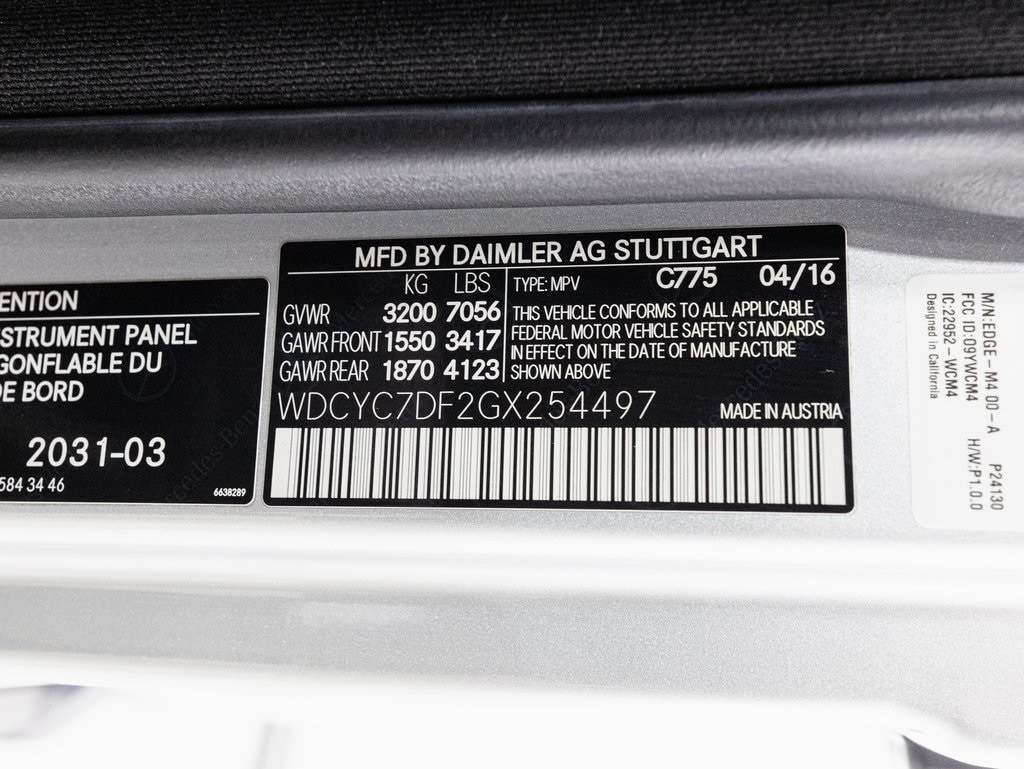 ENTION
STRUMENT PANEL
GONFLABLE DU
DE BORD
2031-03
584 34 46
6638289
MFD BY DAIMLER AG STUTTGART
KG LBS
GVWR 3200 7056
GAWR FRONT 1550 3417
GAWR REAR 1870 4123
TYPE: MPV C775 04/16
THIS VEHICLE CONFORMS TO ALL APPLICABLE
FEDERAL MOTOR VEHICLE SAFETY STANDARDS
IN EFFECT ON THE DATE OF MANUFACTURE
SHOWN ABOVE
WDCYC7DF2GX254497
MADE IN AUSTRIA
M/N:EDGE-M4.00-A P24130
FCC ID:O9YWCM4 H/W:P1.0.0
IC:22952-WCM4
Designed in California